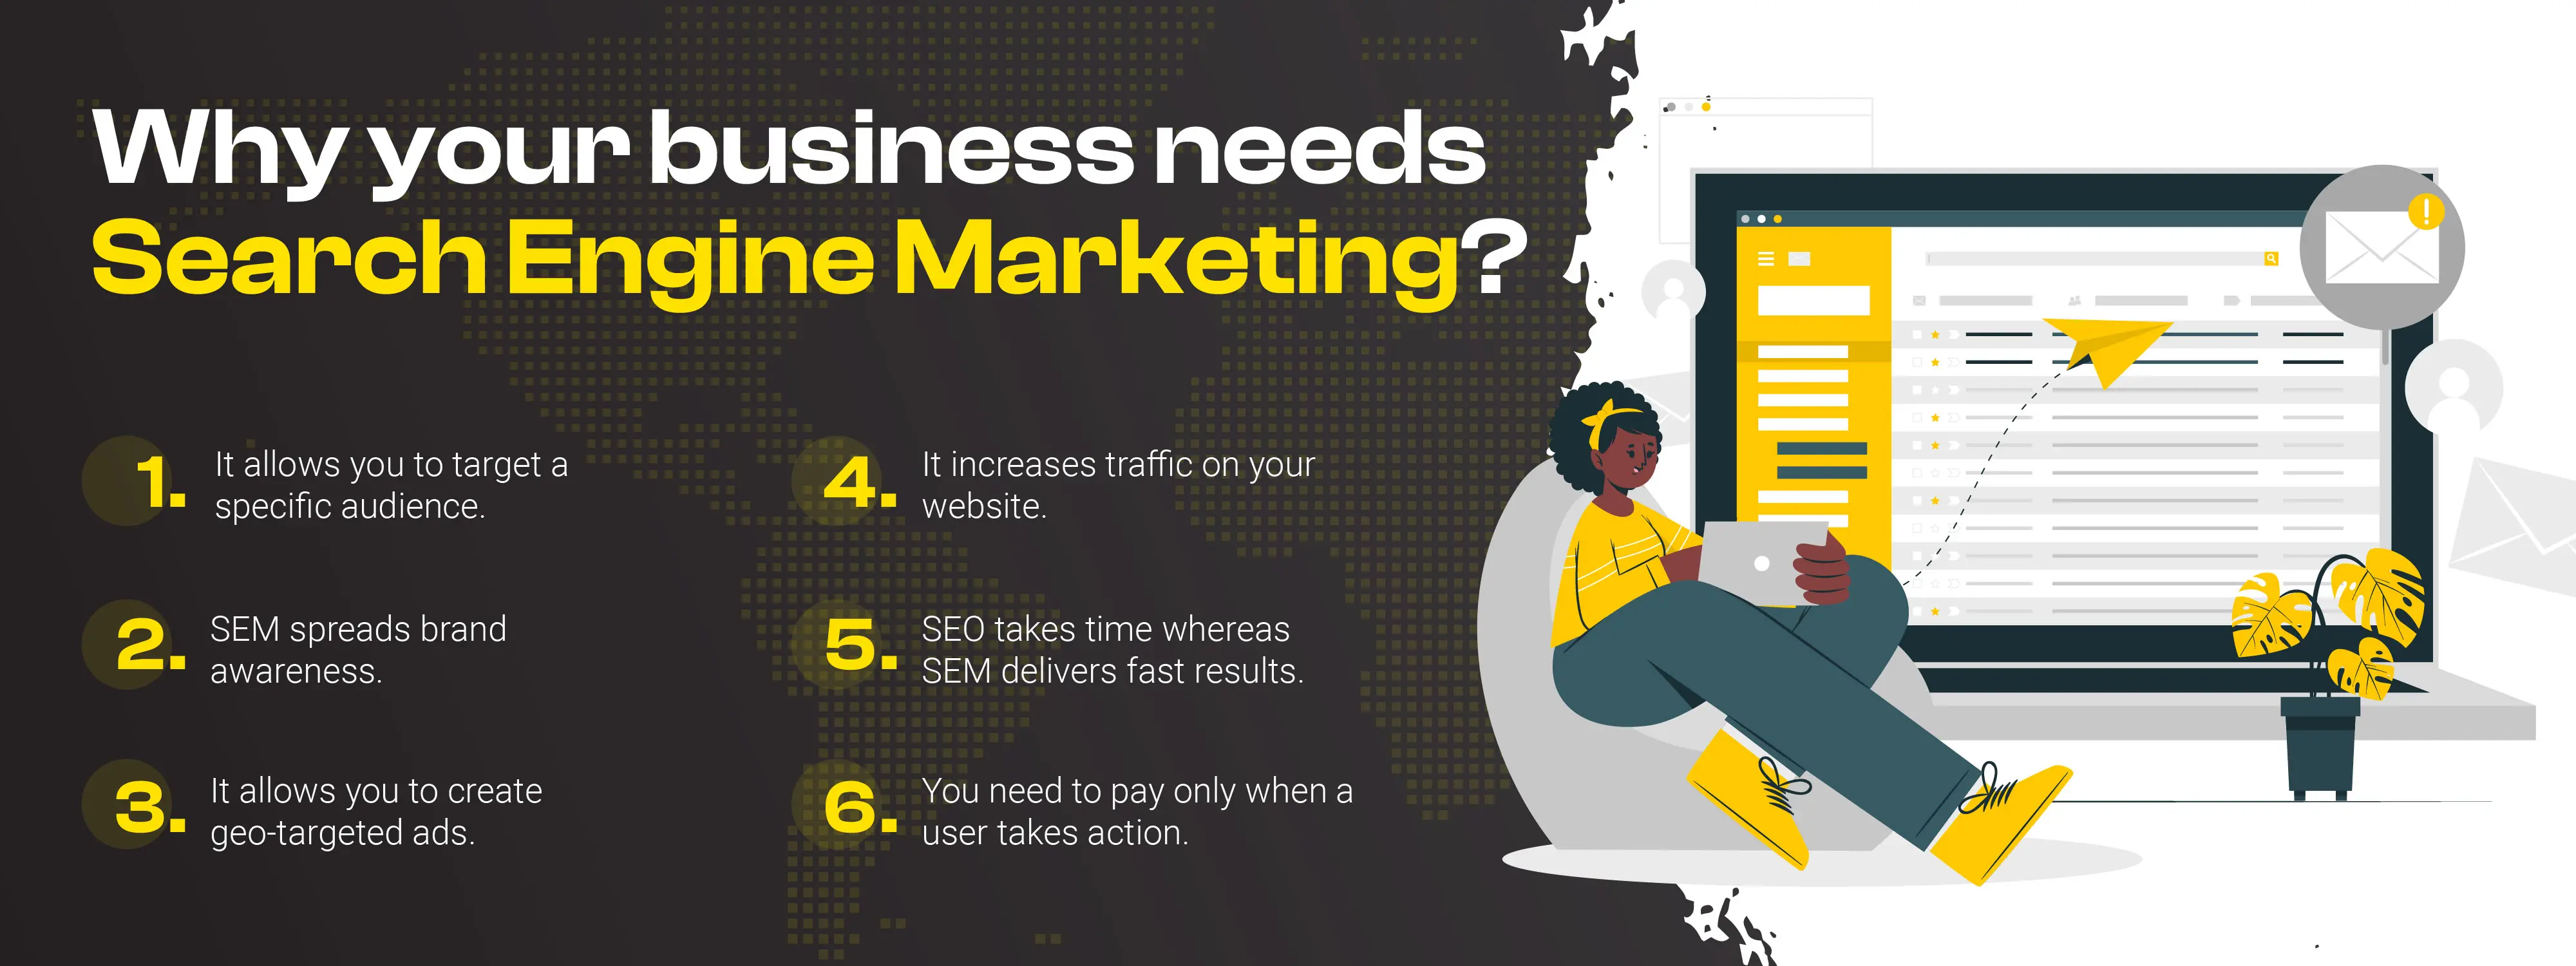 Why your business needs
Search Engine Marketing?
1. It allows you to target a
specific audience.
2. SEM spreads brand
awareness.
3. It allows you to create
geo-targeted ads.
4. It increases traffic on your
website.
5. SEO takes time whereas
SEM delivers fast results.
6. You need to pay only when a
user takes action.